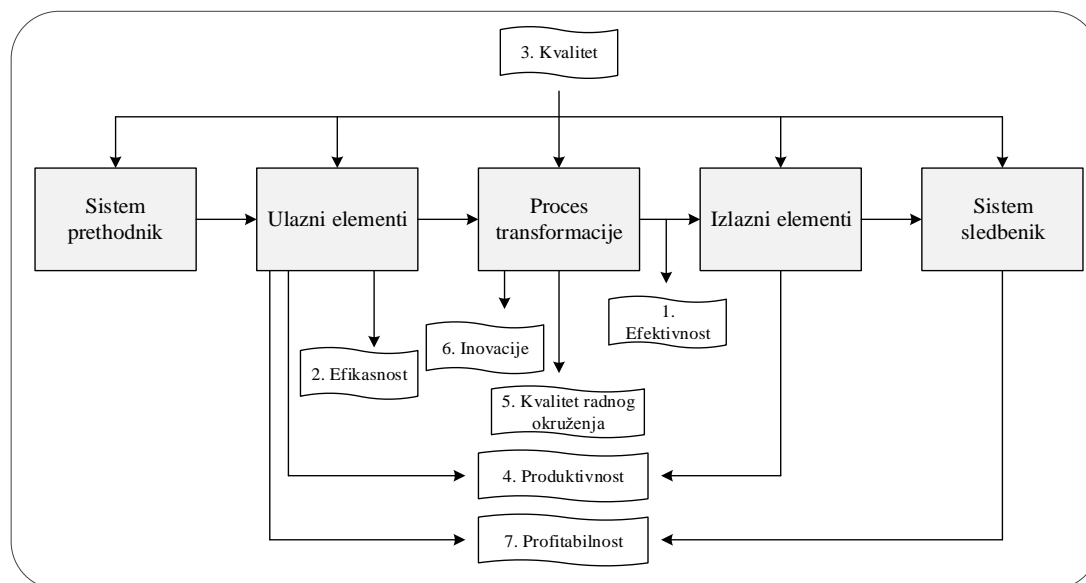 3. Kvalitet
Sistem
prethodnik
Ulazni elementi
Proces
transformacije
Izlazni elementi
Sistem
sledbenik
1.
Efektivnost
6. Inovacije
2. Efikasnost
5. Kvalitet radnog
okruženja
4. Produktivnost
7. Profitabilnost